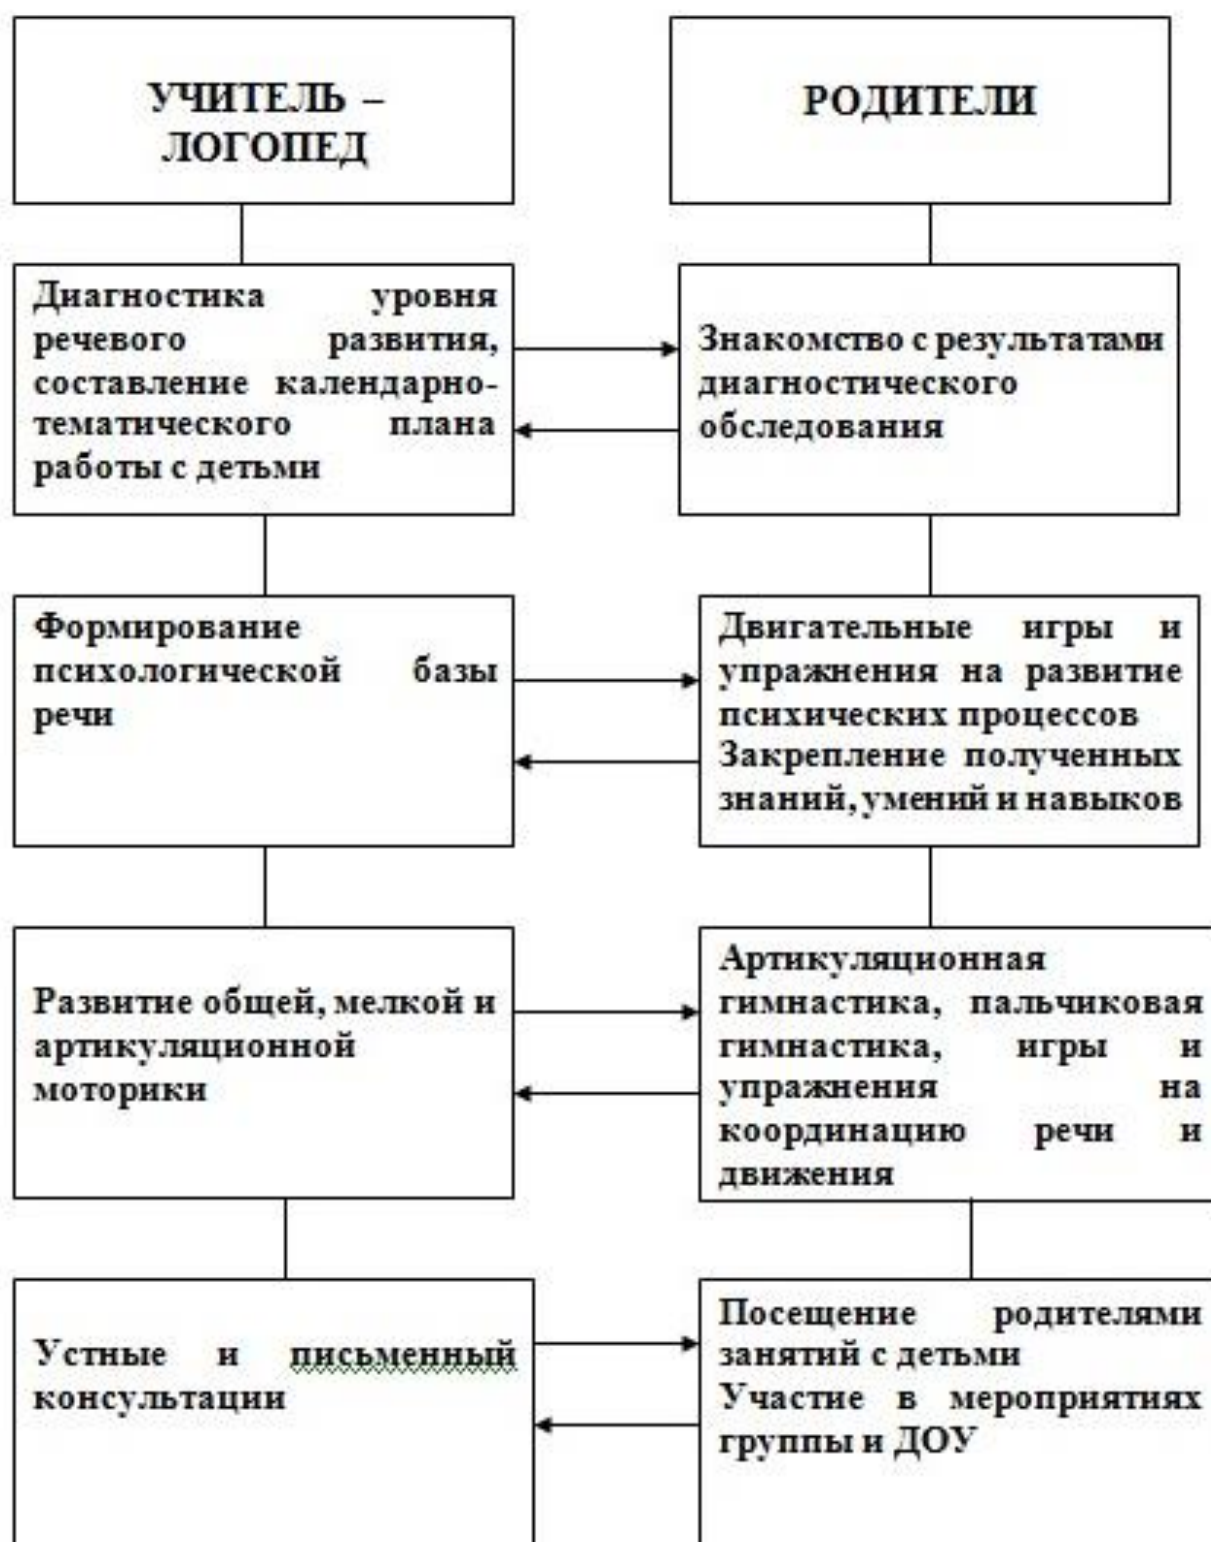 УЧИТЕЛЬ –
ЛОГОПЕД
РОДИТЕЛИ
Диагностика уровня
речевого развития,
составление календарно-
тематического плана
работы с детьми
Знакомство с результатами
диагностического
обследования
Формирование
психологической базы
речи
Двигательные игры и
упражнения на развитие
психических процессов
Закрепление полученных
знаний, умений и навыков
Развитие общей, мелкой и
артикуляционной
моторики
Артикуляционная
гимнастика, пальчиковая
гимнастика, игры и
упражнения на
координацию речи и
движения
Устные и письменный
консультации
Посещение родителями
занятий с детьми
Участие в мероприятиях
группы и ДОУ